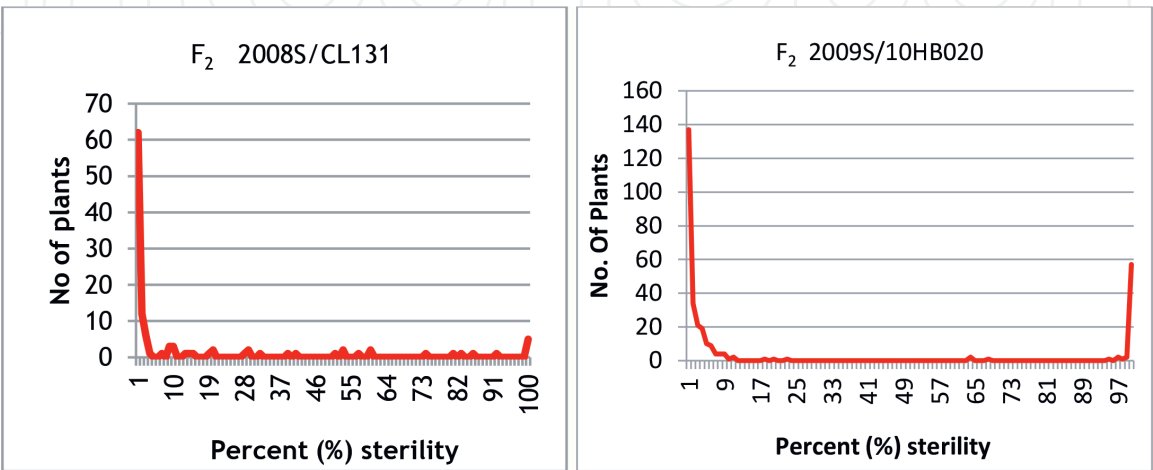 F2 2008S/CL131
70
60
50
40
30
20
10
0
No of plants
1 10 19 28 37 46 55 64 73 82 91 100
Percent (%) sterility
F2 2009S/10HB020
160
140
120
100
80
60
40
20
0
No. Of Plants
1 9 17 25 33 41 49 57 65 73 81 89 97
Percent (%) sterility